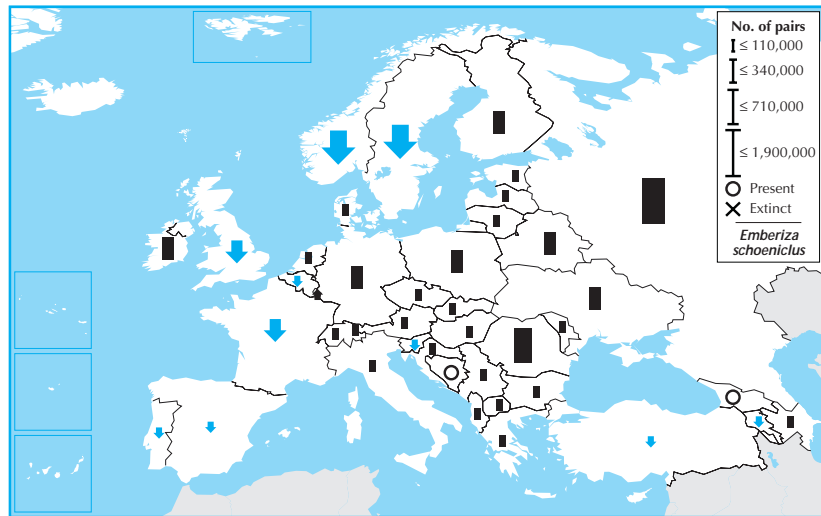 No. of pairs
≤ 110,000
≤ 340,000
≤ 710,000
≤ 1,900,000
Present
Extinct
Emberiza
schoeniclus